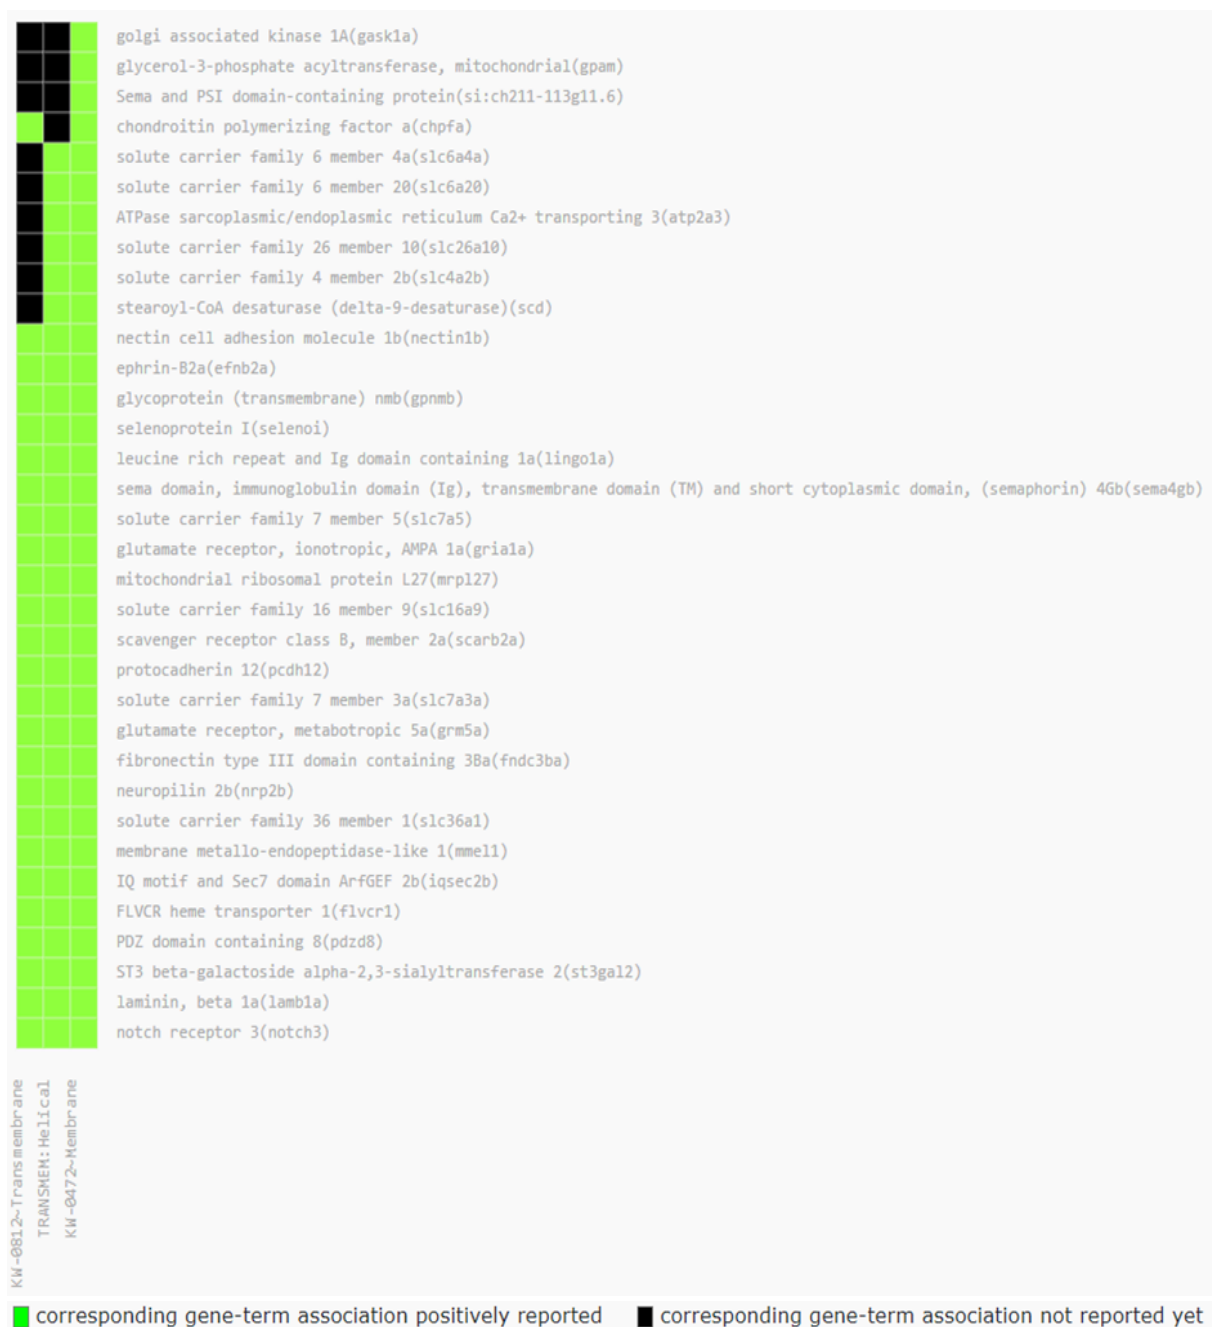 golgi associated kinase 1A(gask1a)
glycerol-3-phosphate acyltransferase, mitochondrial(gpam)
Sema and PSI domain-containing protein(si:ch211-113g11.6)
chondroitin polymerizing factor a(chpfa)
solute carrier family 6 member 4a(slc6a4a)
solute carrier family 6 member 20(slc6a20)
ATPase sarcoplasmic/endoplasmic reticulum Ca2+ transporting 3(atp2a3)
solute carrier family 26 member 10(slc26a10)
solute carrier family 4 member 2b(slc4a2b)
stearoyl-CoA desaturase (delta-9-desaturase)(scd)
nectin cell adhesion molecule 1b(nectin1b)
ephrin-B2a(efnb2a)
glycoprotein (transmembrane) nmb(gpnmb)
selenoprotein I(selenoi)
leucine rich repeat and Ig domain containing 1a(lingo1a)
sema domain, immunoglobulin domain (Ig), transmembrane domain (TM) and short cytoplasmic domain, (semaphorin) 4Gb(sema4gb)
solute carrier family 7 member 5(slc7a5)
glutamate receptor, ionotropic, AMPA 1a(gria1a)
mitochondrial ribosomal protein L27(mrpl27)
solute carrier family 16 member 9(slc16a9)
scavenger receptor class B, member 2a(scarb2a)
protocadherin 12(pcdh12)
solute carrier family 7 member 3a(slc7a3a)
glutamate receptor, metabotropic 5a(grm5a)
fibronectin type III domain containing 3Ba(fndc3ba)
neuropilin 2b(nrp2b)
solute carrier family 36 member 1(slc36a1)
membrane metallo-endopeptidase-like 1(mmel1)
IQ motif and Sec7 domain ArfGEF 2b(iqsec2b)
FLVCR heme transporter 1(flvcr1)
PDZ domain containing 8(pdzd8)
ST3 beta-galactoside alpha-2,3-sialyltransferase 2(st3gal2)
laminin, beta 1a(lamb1a)
notch receptor 3(notch3)
KW-0812~Transmembrane
TRANSMEM:Helical
KW-0472~Membrane
corresponding gene-term association positively reported
corresponding gene-term association not reported yet